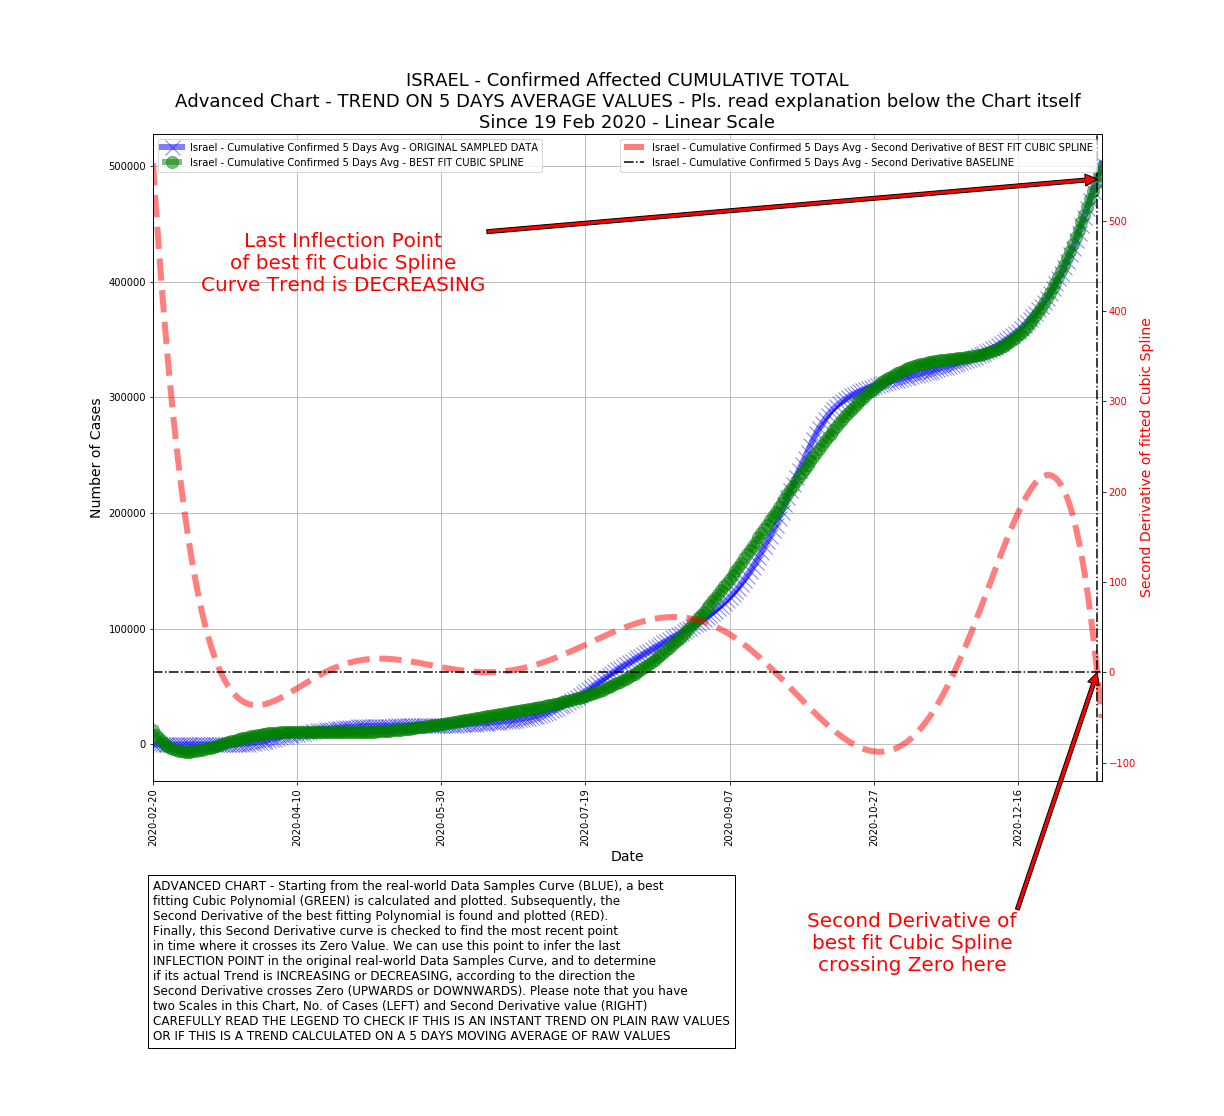 ISRAEL - Confirmed Affected CUMULATIVE TOTAL
Advanced Chart - TREND ON 5 DAYS AVERAGE VALUES - Pls. read explanation below the Chart itself
Since 19 Feb 2020 - Linear Scale
Israel - Cumulative Confirmed 5 Days Avg - ORIGINAL SAMPLED DATA
Israel - Cumulative Confirmed 5 Days Avg - BEST FIT CUBIC SPLINE
Israel - Cumulative Confirmed 5 Days Avg - Second Derivative of BEST FIT CUBIC SPLINE
Israel - Cumulative Confirmed 5 Days Avg - Second Derivative BASELINE
Last Inflection Point
of best fit Cubic Spline
Curve Trend is DECREASING
Number of Cases
500000
400000
300000
200000
100000
0
Second Derivative of fitted Cubic Spline
500
400
300
200
100
0
−100
2020-02-20
2020-04-10
2020-05-30
2020-07-19
2020-09-07
2020-10-27
2020-12-16
Date
ADVANCED CHART - Starting from the real-world Data Samples Curve (BLUE), a best
fitting Cubic Polynomial (GREEN) is calculated and plotted. Subsequently, the
Second Derivative of the best fitting Polynomial is found and plotted (RED).
Finally, this Second Derivative curve is checked to find the most recent point
in time where it crosses its Zero Value. We can use this point to infer the last
INFLECTION POINT in the original real-world Data Samples Curve, and to determine
if its actual Trend is INCREASING or DECREASING, according to the direction the
Second Derivative crosses Zero (UPWARDS or DOWNWARDS). Please note that you have
two Scales in this Chart, No. of Cases (LEFT) and Second Derivative value (RIGHT)
CAREFULLY READ THE LEGEND TO CHECK IF THIS IS AN INSTANT TREND ON PLAIN RAW VALUES
OR IF THIS IS A TREND CALCULATED ON A 5 DAYS MOVING AVERAGE OF RAW VALUES
Second Derivative of
best fit Cubic Spline
crossing Zero here